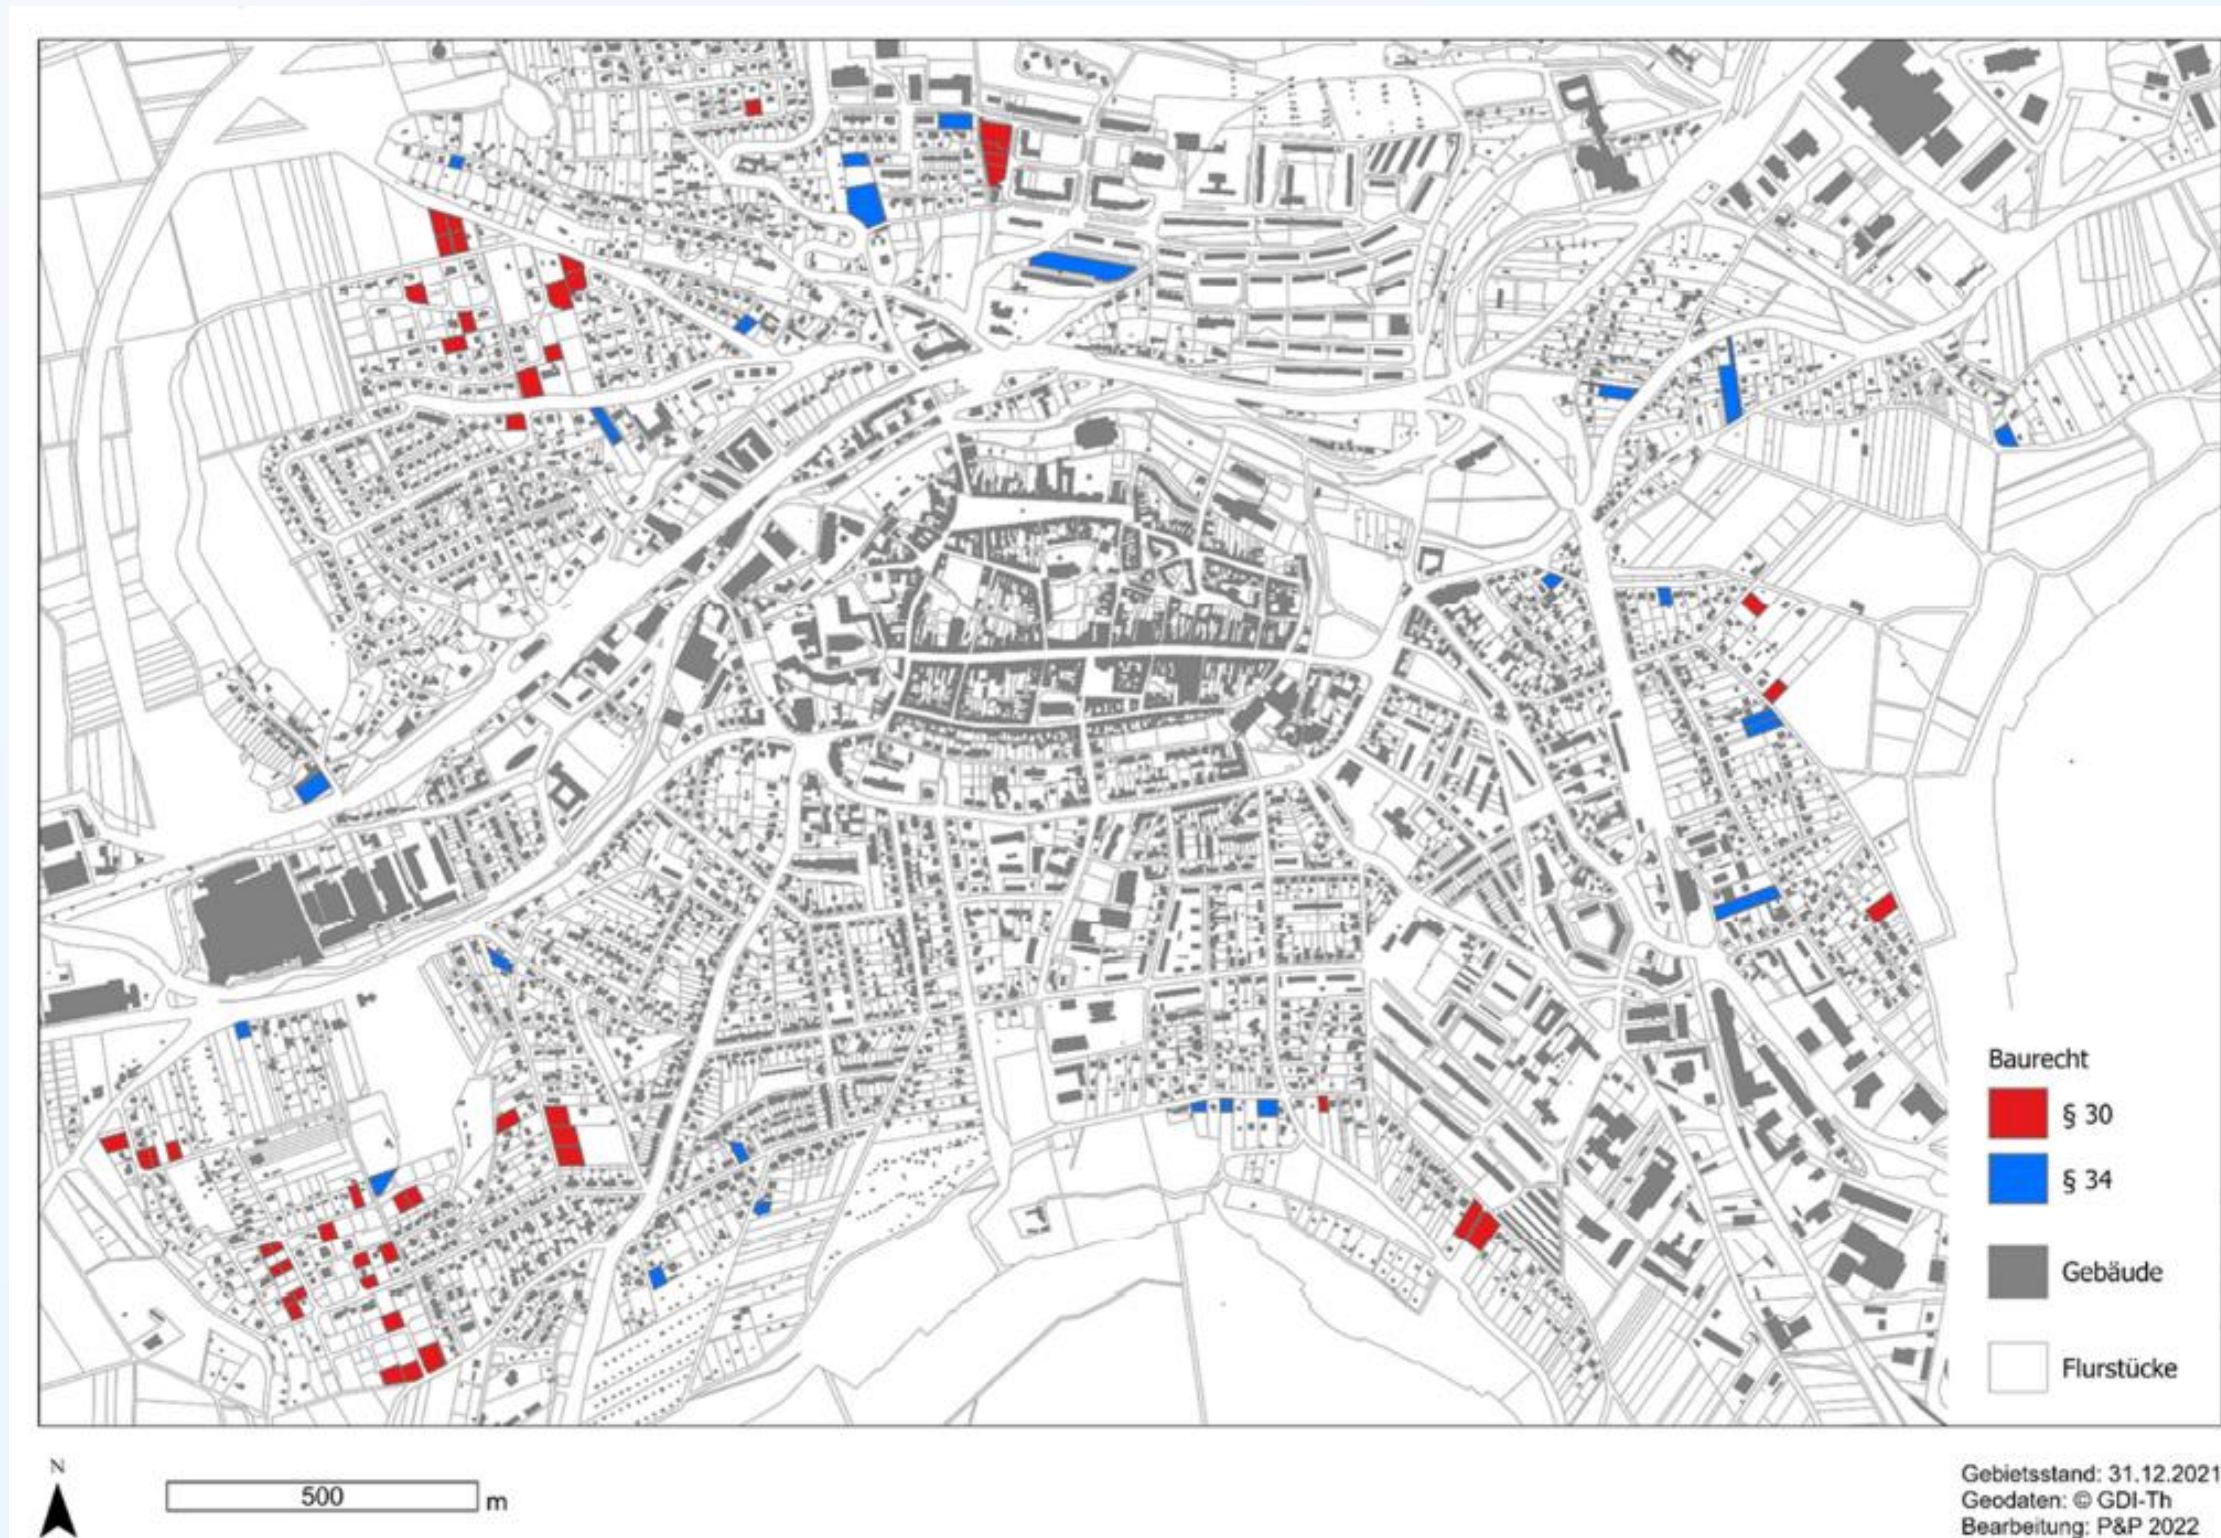 Baurecht
§ 30
§ 34
Gebäude
Flurstücke
N
500 m
Gebietsstand: 31.12.2021
Geodaten: © GDI-Th
Bearbeitung: P&P 2022